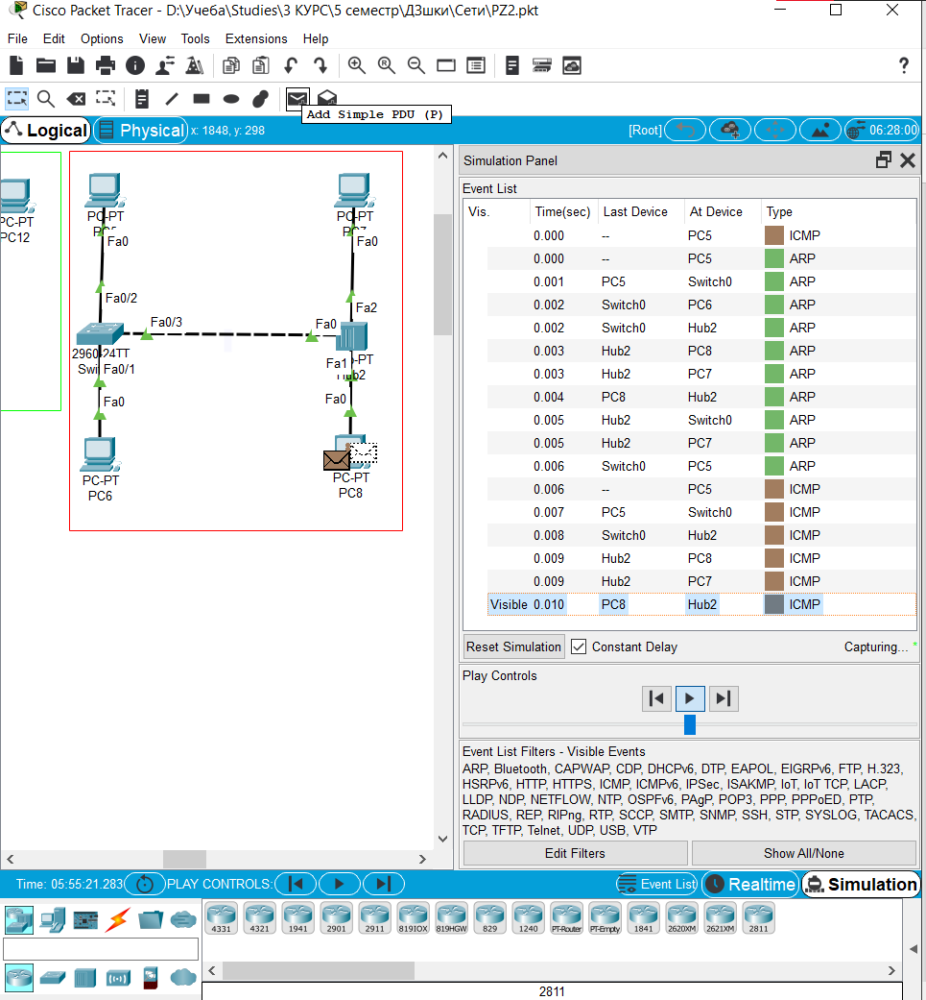 Cisco Packet Tracer - D:\Учеба\Studies\3 КУРС\5 семестр\ДЗшки\Сети\PZ2.pkt
File Edit Options View Tools Extensions Help
?
Add Simple PDU (P)
Logical Physical x: 1848, y: 298 [Root] 06:28:00
Simulation Panel
Event List
Vis. Time(sec) Last Device At Device Type
0.000 -- PC5 ICMP
0.000 -- PC5 ARP
0.001 PC5 Switch0 ARP
0.002 Switch0 PC6 ARP
0.002 Switch0 Hub2 ARP
0.003 Hub2 PC8 ARP
0.003 Hub2 PC7 ARP
0.004 PC8 Hub2 ARP
0.005 Hub2 Switch0 ARP
0.005 Hub2 PC7 ARP
0.006 Switch0 PC5 ARP
0.006 -- PC5 ICMP
0.007 PC5 Switch0 ICMP
0.008 Switch0 Hub2 ICMP
0.009 Hub2 PC8 ICMP
0.009 Hub2 PC7 ICMP
Visible 0.010 PC8 Hub2 ICMP
Reset Simulation Constant Delay Capturing... *
Play Controls
Event List Filters - Visible Events
ARP, Bluetooth, CAPWAP, CDP, DHCPv6, DTP, EAPOL, EIGRPv6, FTP, H.323,
HSRPv6, HTTP, HTTPS, ICMP, ICMPv6, IPSec, ISAKMP, IoT, IoT TCP, LACP,
LLDP, NDP, NETFLOW, NTP, OSPFv6, PAgP, POP3, PPP, PPPoED, PTP,
RADIUS, REP, RIPng, RTP, SCCP, SMTP, SNMP, SSH, STP, SYSLOG, TACACS,
TCP, TFTP, Telnet, UDP, USB, VTP
Edit Filters Show All/None
PC-PT
PC12
PC-PT
Fa0
Fa0/2
Fa0/3
2960-24TT
Fa0/1
Fa0
PC-PT
PC6
PC-PT
Fa0
Fa2
Fa0
Fa1
Fa0
PC-PT
PC8
Time: 05:55:21.283 PLAY CONTROLS: Event List Realtime Simulation
4331 4321 1941 2901 2911 819IOX 819HGW 829 1240 PT-Router PT-Empty 1841 2620XM 2621XM 2811
2811